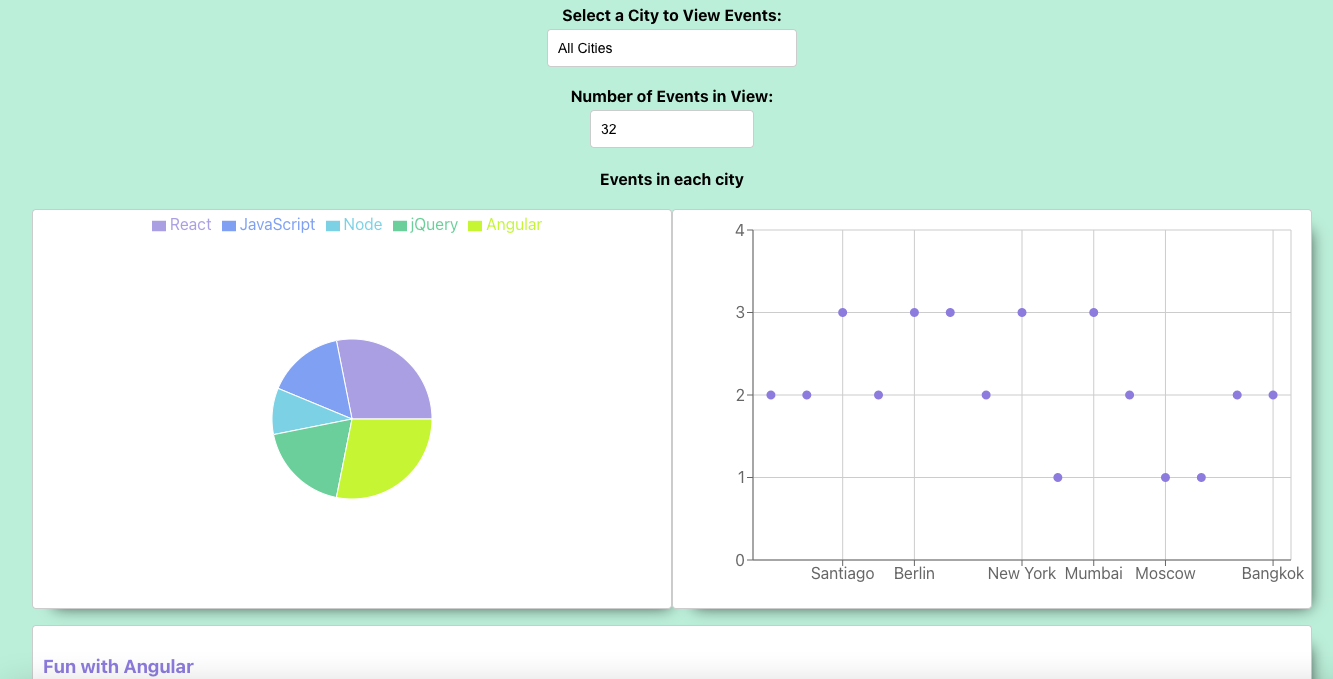 Select a City to View Events:
All Cities
Number of Events in View:
32
Events in each city
React JavaScript Node jQuery Angular
4
3
2
1
0
Santiago Berlin New York Mumbai Moscow Bangkok
Fun with Angular